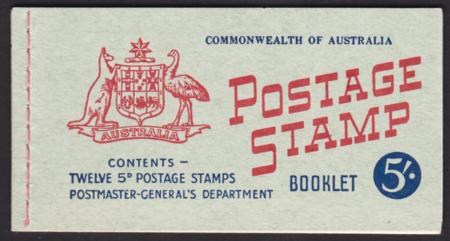 COMMONWEALTH OF AUSTRALIA
POSTAGE
STAMP
BOOKLET 5/-
AUSTRALIA
CONTENTS –
TWELVE 5ᴰ POSTAGE STAMPS
POSTMASTER-GENERAL'S DEPARTMENT